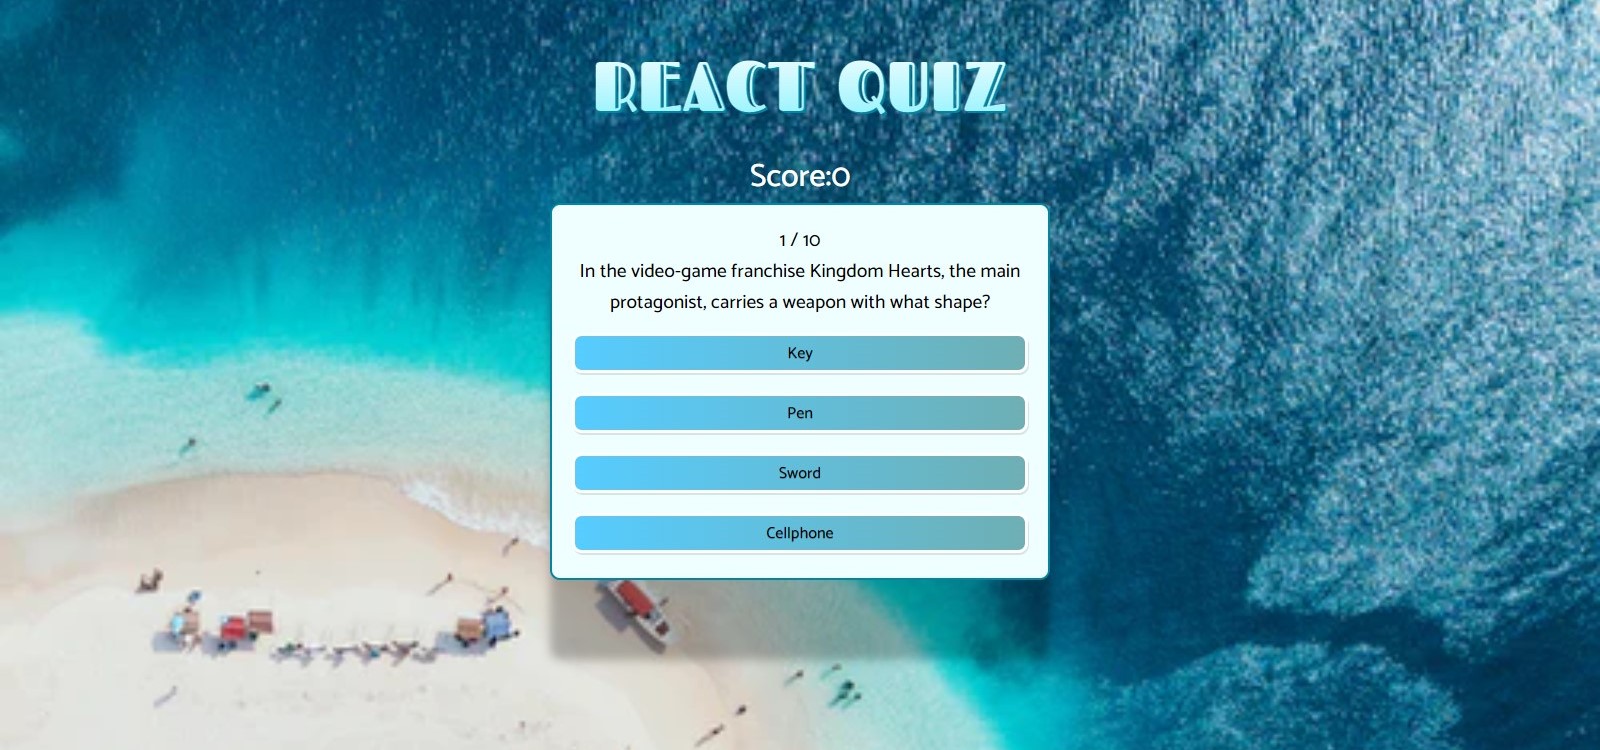 REACT QUIZ
Score:0
1 / 10
In the video-game franchise Kingdom Hearts, the main
protagonist, carries a weapon with what shape?
Key
Pen
Sword
Cellphone